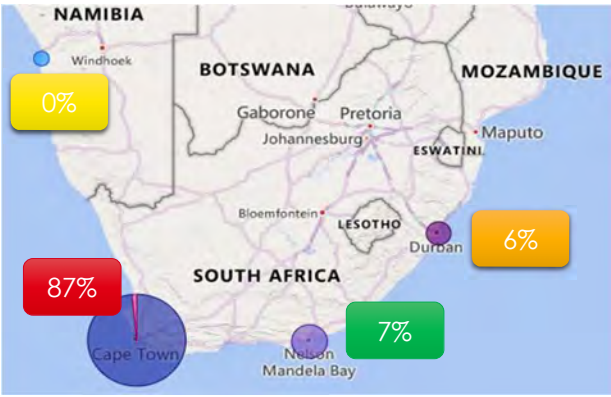 NAMIBIA
Windhoek
0%
BOTSWANA
MOZAMBIQUE
Gaborone
Pretoria
Johannesburg
Maputo
ESWATINI
Bloemfontein
LESOTHO
Durban
6%
SOUTH AFRICA
87%
Cape Town
7%
Nelson
Mandela Bay